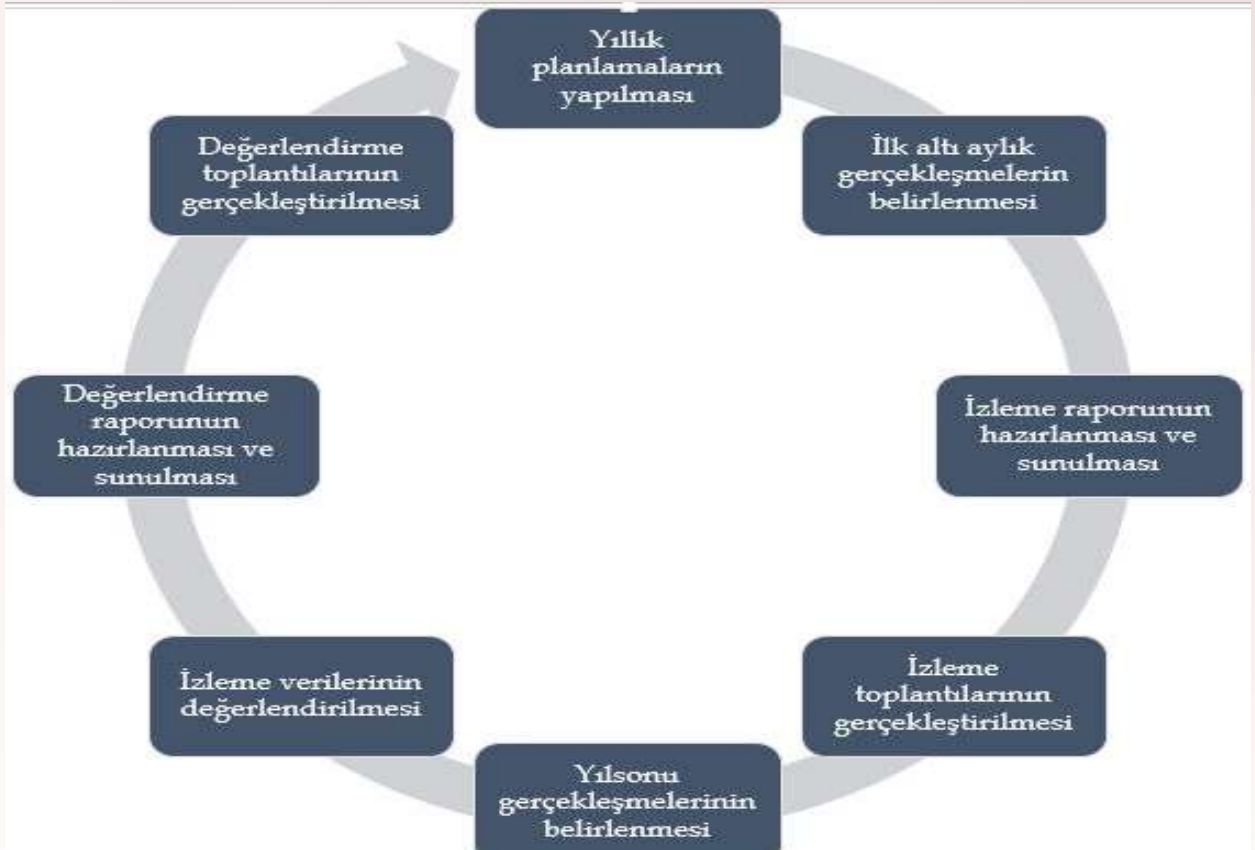 Yıllık
planlamaların
yapılması
İlk altı aylık
gerçekleşmelerin
belirlenmesi
İzleme raporunun
hazırlanması ve
sunulması
İzleme
toplantılarının
gerçekleştirilmesi
Yılsonu
gerçekleşmelerinin
belirlenmesi
İzleme verilerinin
değerlendirilmesi
Değerlendirme
raporunun
hazırlanması ve
sunulması
Değerlendirme
toplantılarının
gerçekleştirilmesi